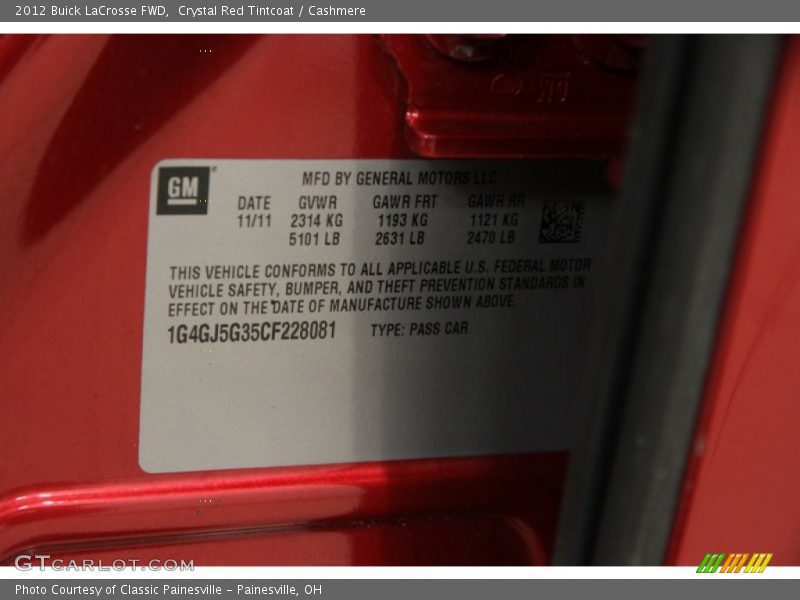 2012 Buick LaCrosse FWD,  Crystal Red Tintcoat / Cashmere
GM
MFD BY GENERAL MOTORS LLC
DATE GVWR GAWR FRT GAWR RR
11/11 2314 KG 1193 KG 1121 KG
5101 LB 2631 LB 2470 LB
THIS VEHICLE CONFORMS TO ALL APPLICABLE U.S. FEDERAL MOTOR
VEHICLE SAFETY, BUMPER, AND THEFT PREVENTION STANDARDS IN
EFFECT ON THE DATE OF MANUFACTURE SHOWN ABOVE.
1G4GJ5G35CF228081 TYPE: PASS CAR
GTCARLOT.COM
Photo Courtesy of Classic Painesville - Painesville, OH